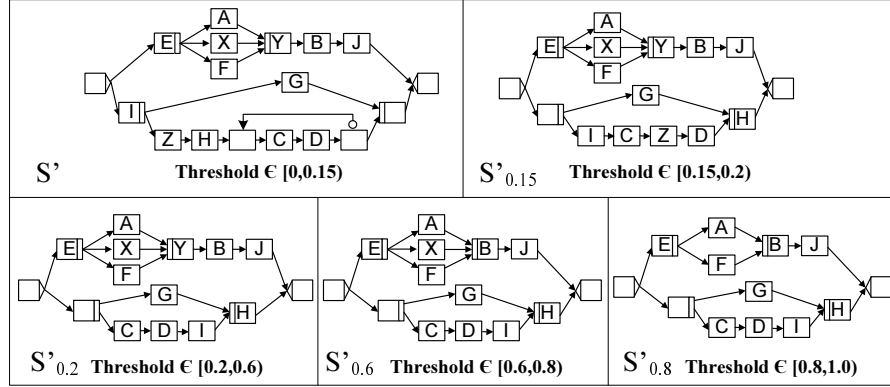 A
E X Y B J
F
G
I
Z H C D
S' Threshold Є [0,0.15)
A
E X Y B J
F
G
H
I C Z D
S'0.15 Threshold Є [0.15,0.2)
A
E X Y B J
F
G
H
C D I
S'0.2 Threshold Є [0.2,0.6)
A
E X B J
F
G
H
C D I
S'0.6 Threshold Є [0.6,0.8)
A
E B J
F
G
H
C D I
S'0.8 Threshold Є [0.8,1.0)